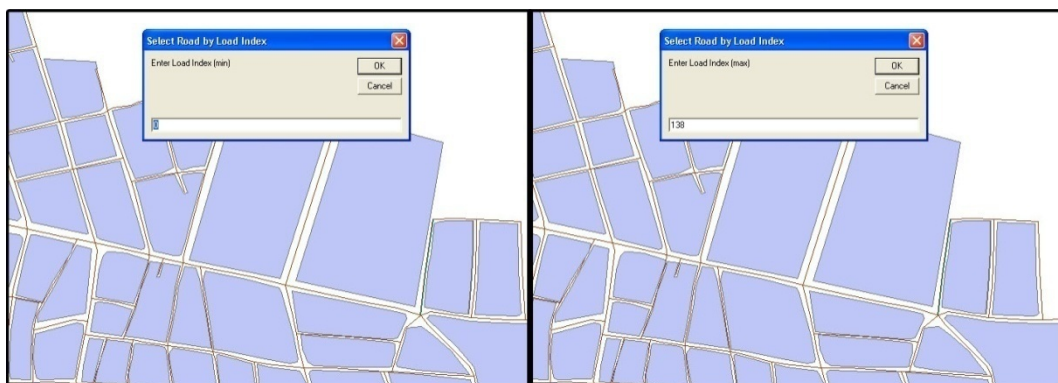 Select Road by Load Index
Enter Load Index (min)
OK
Cancel
0
Select Road by Load Index
Enter Load Index (max)
OK
Cancel
138